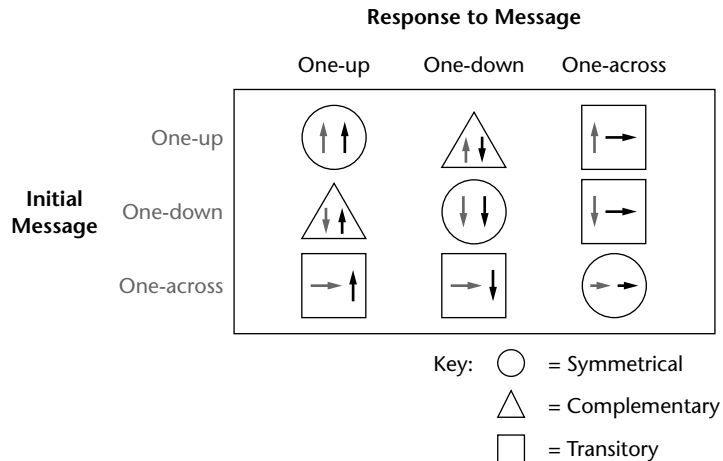 Response to Message
One-up One-down One-across
One-up
Initial
Message
One-down
One-across
Key: = Symmetrical
= Complementary
= Transitory